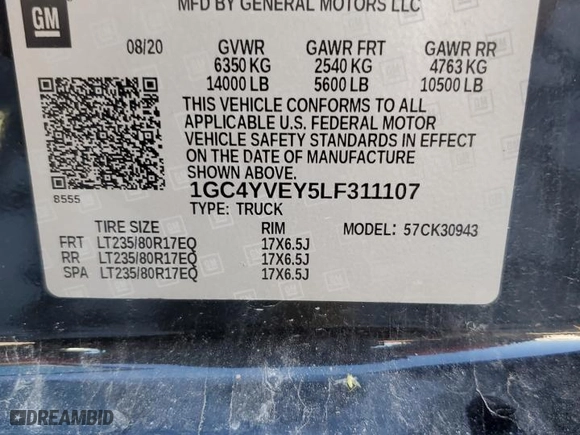 MFD BY GENERAL MOTORS LLC
GM
08/20 GVWR GAWR FRT GAWR RR
6350 KG 2540 KG 4763 KG
14000 LB 5600 LB 10500 LB
THIS VEHICLE CONFORMS TO ALL
APPLICABLE U.S. FEDERAL MOTOR
VEHICLE SAFETY STANDARDS IN EFFECT
ON THE DATE OF MANUFACTURE
SHOWN ABOVE.
8555 1GC4YVEY5LF311107
TYPE: TRUCK
TIRE SIZE RIM 57CK30943
FRT LT235/80R17EQ 17X6.5J
RR LT235/80R17EQ 17X6.5J
SPA LT235/80R17EQ 17X6.5J
DREAMBID